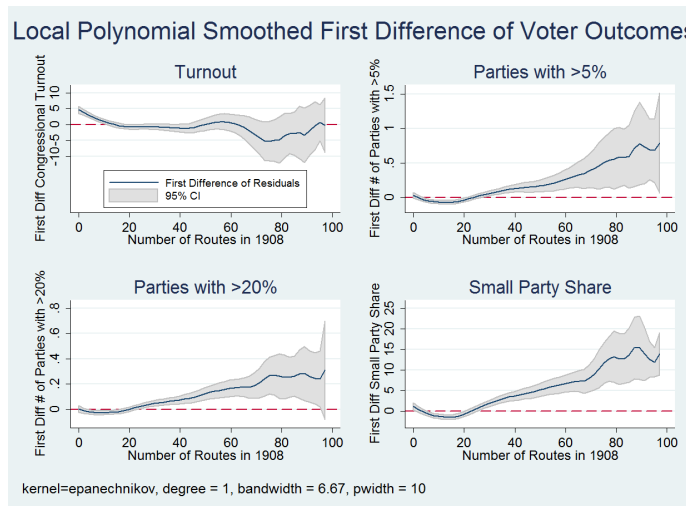 Local Polynomial Smoothed First Difference of Voter Outcomes
Turnout
First Diff Congressional Turnout
10
5
0
-5
-10
First Difference of Residuals
95% CI
0 20 40 60 80 100
Number of Routes in 1908
Parties with >5%
First Diff # of Parties with >5%
1.5
1
.5
0
0 20 40 60 80 100
Number of Routes in 1908
Parties with >20%
First Diff # of Parties with >20%
.8
.6
.4
.2
0
0 20 40 60 80 100
Number of Routes in 1908
Small Party Share
First Diff Small Party Share
25
20
15
10
5
0
0 20 40 60 80 100
Number of Routes in 1908
kernel=epanechnikov, degree = 1, bandwidth = 6.67, pwidth = 10